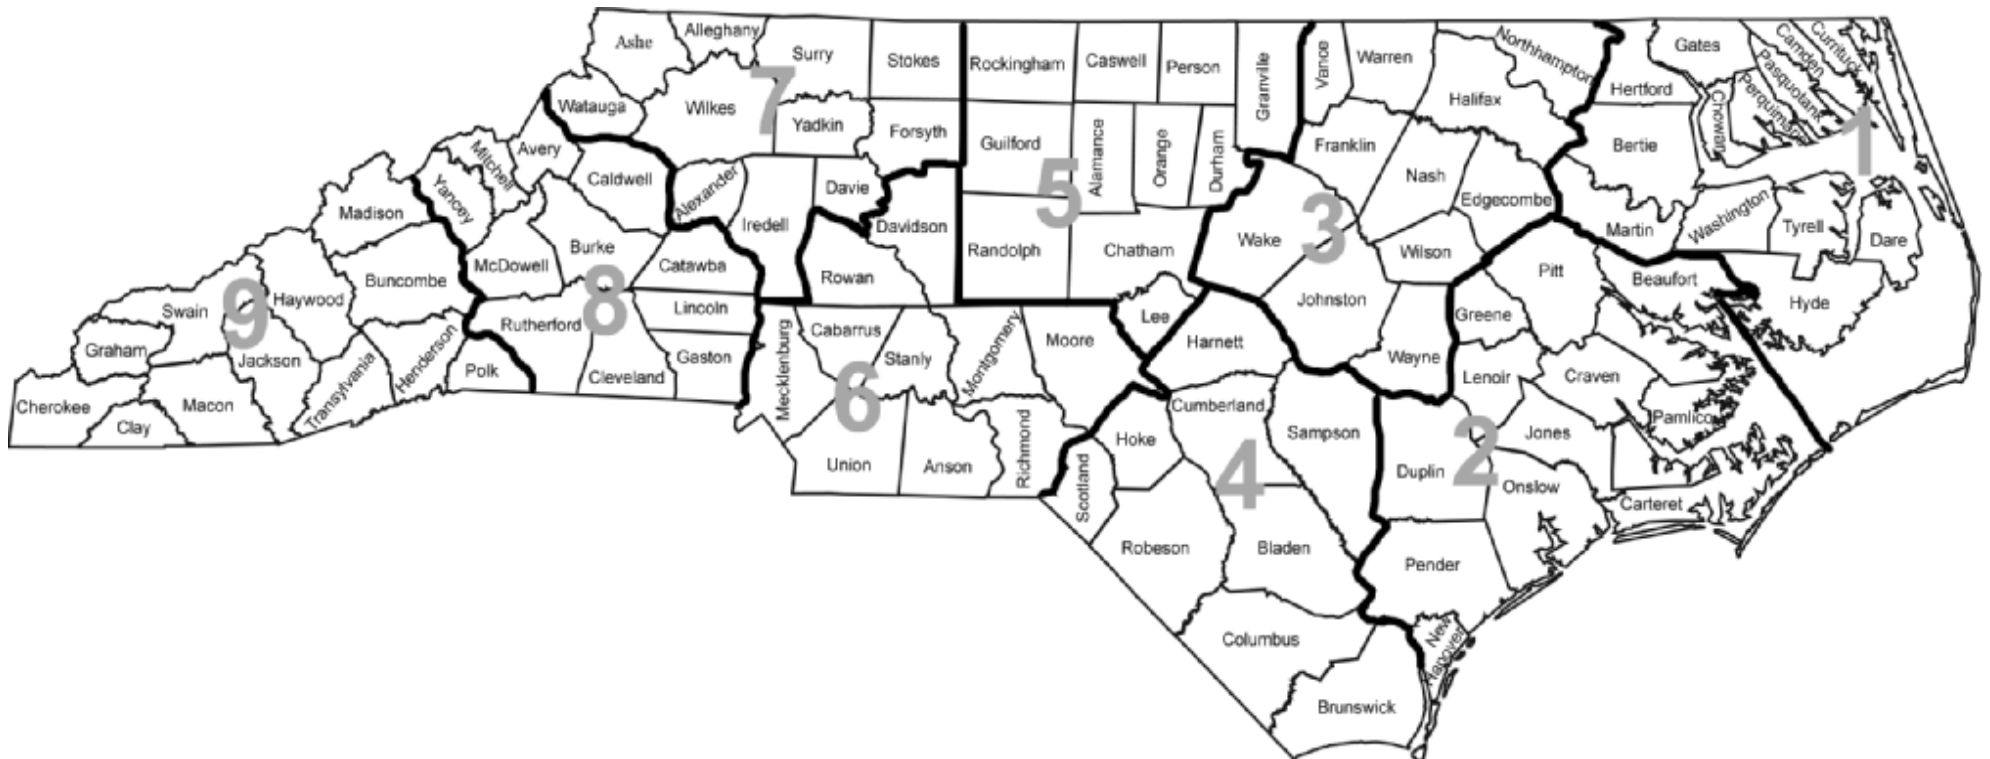 Ashe
Alleghany
Surry
Stokes
Rockingham
Caswell
Person
Granville
Vance
Warren
Northhampton
Gates
Camden
Currituck
Pasquotank
Perquiman
Chowan
Hertford
Halifax
Watauga
Wilkes
7
Yadkin
Forsyth
Guilford
Alamance
Orange
Durham
Franklin
Nash
Edgecombe
Bertie
1
Avery
Mitchell
Yancey
Caldwell
Alexander
Iredell
Davie
Davidson
5
Randolph
Chatham
Wake
3
Wilson
Martin
Washington
Tyrell
Dare
Madison
Buncombe
McDowell
Burke
Catawba
Rowan
Lee
Johnston
Pitt
Beaufort
Hyde
Swain
9
Haywood
Rutherford
8
Lincoln
Mecklenburg
Cabarrus
Stanly
Montgomery
Moore
Harnett
Greene
Wayne
Graham
Jackson
Transylvania
Henderson
Polk
Cleveland
Gaston
6
Lenoir
Craven
Cherokee
Clay
Macon
Union
Anson
Richmond
Scotland
Hoke
Cumberland
Sampson
4
Duplin
2
Jones
Pamlico
Onslow
Carteret
Robeson
Bladen
Pender
Columbus
New
Hanover
Brunswick